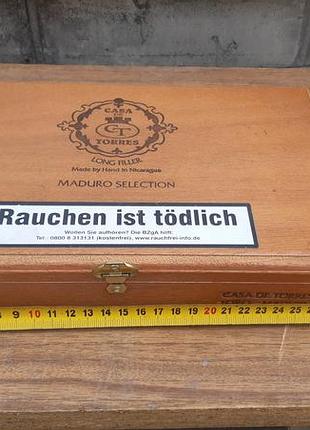 CASA DE
CT
TORRES
LONG FILLER
Made by Hand in Nicaragua
MADURO SELECTION
Rauchen ist tödlich
Wollen Sie aufhören? Die BZgA hilft:
Tel.: 0800 8 313131 (kostenfrei), www.rauchfrei-info.de
CASA DE TORRES
9 10 11 12 13 14 15 16 17 18 19 20 21 22 23 24 25